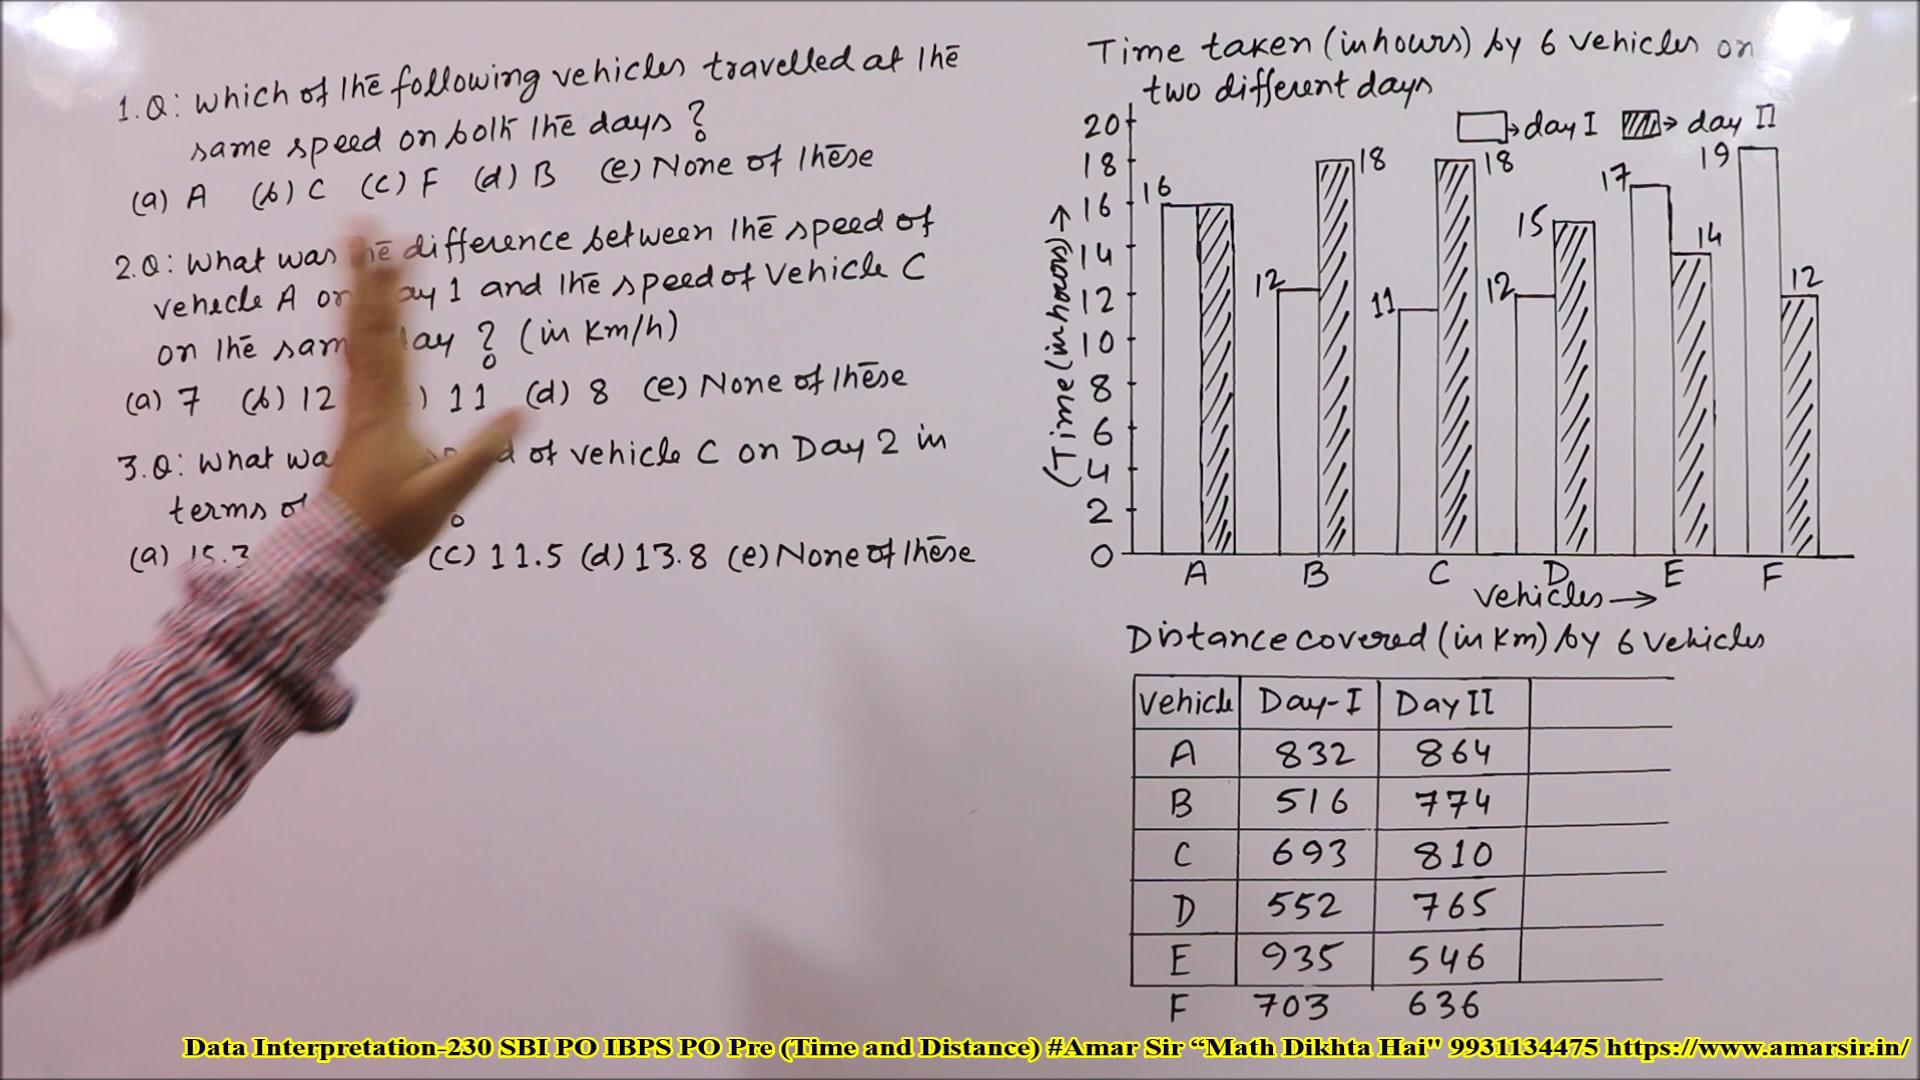 1.Q: Which of the following vehicles travelled at the
same speed on both the days ?
(a) A (b) C (c) F (d) B (e) None of these
2.Q: What was difference between the speed of
vehicle A on 1 and the speed of vehicle C
on the ? (in Km/h)
(a) 7 (b) 12 11 (d) 8 (e) None of these
3.Q: What of vehicle C on Day 2 in
terms
(a) 15.3 (c) 11.5 (d) 13.8 (e) None of these
Time taken (in hours) by 6 vehicles on
two different days
day I day II
20
18
16
14
12
10
8
6
4
2
0
(Time (in hours) →
16 12 18 11 18 12 15 17 14 19 12
A B C D E F
Vehicles →
Distance covered (in Km) by 6 Vehicles
Vehicle Day-I Day II
A 832 864
B 516 774
C 693 810
D 552 765
E 935 546
F 703 636
Data Interpretation-230 SBI PO IBPS PO Pre (Time and Distance) #Amar Sir “Math Dikhta Hai" 9931134475 https://www.amarsir.in/